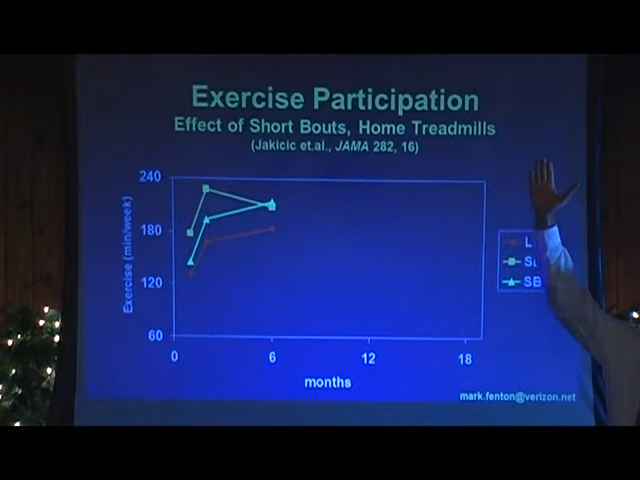 Exercise Participation
Effect of Short Bouts, Home Treadmills
(Jakicic et.al., JAMA 282, 16)
240
180
120
60
Exercise (min/week)
0 6 12 18
months
L
SB
mark.fenton@verizon.net